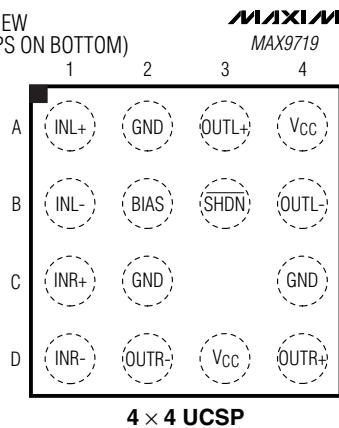 EW
PS ON BOTTOM)
MAXIM
MAX9719
1 2 3 4
A INL+ GND OUTL+ VCC
B INL- BIAS SHDN OUTL-
C INR+ GND GND
D INR- OUTR- VCC OUTR+
4 × 4 UCSP